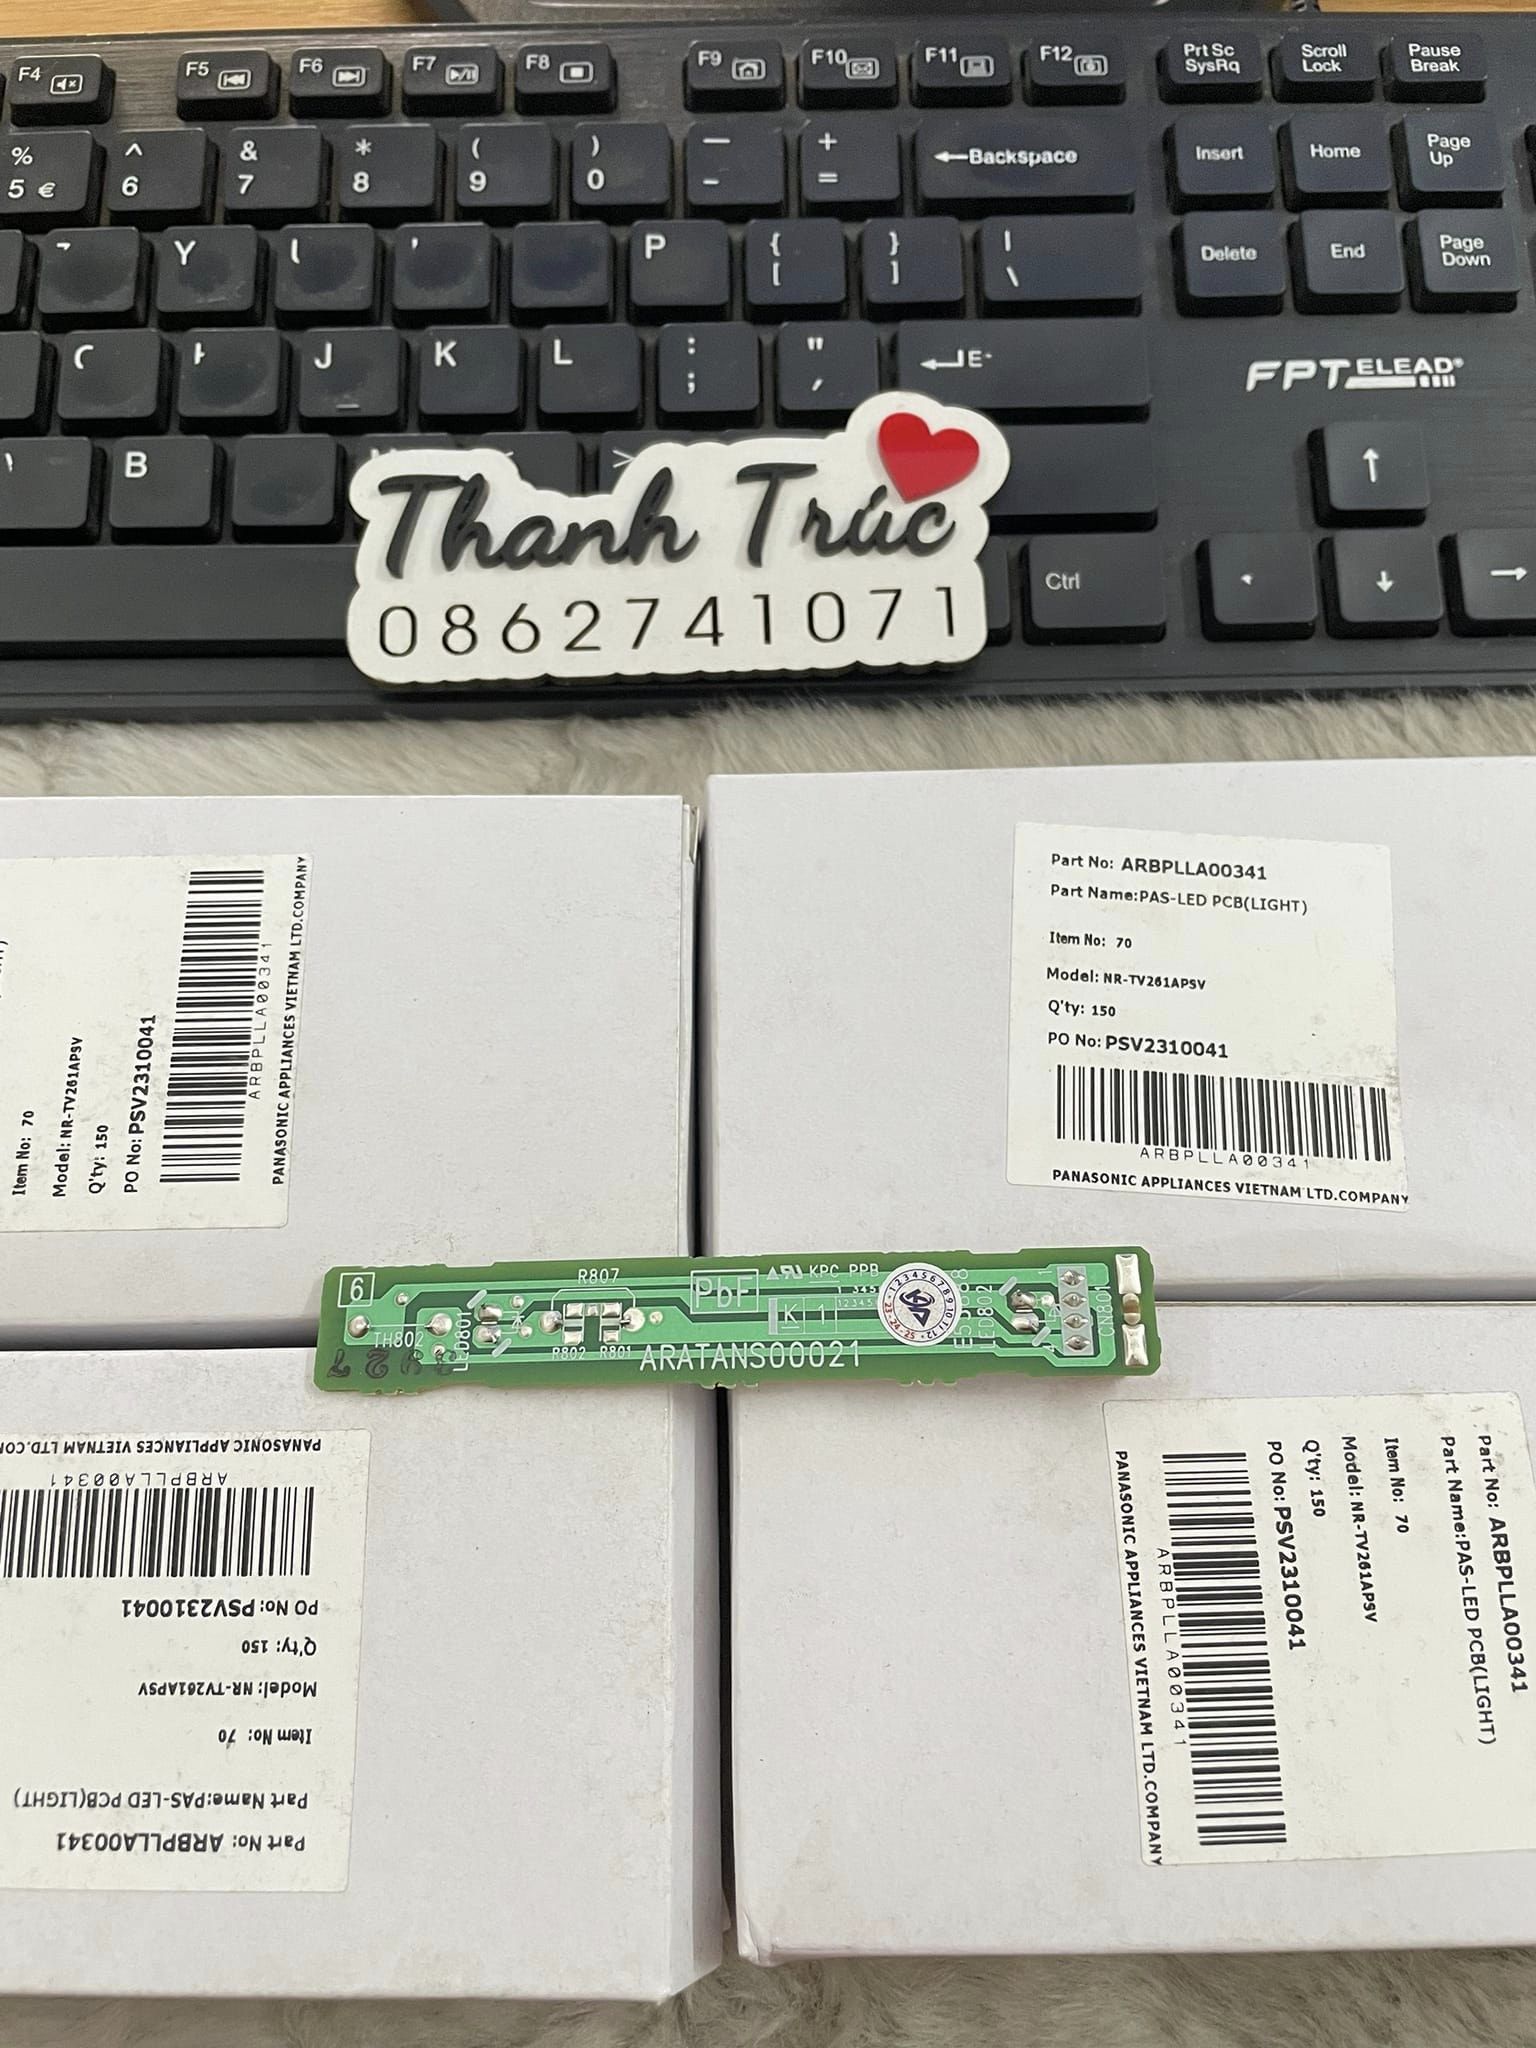 F4
F5
F6
F7
F8
F9
F10
F11
F12
Prt Sc
SysRq
Scroll
Lock
Pause
Break
%
5 €
^
6
&
7
*
8
(
9
)
0
—
-
+
=
←Backspace
Insert
Home
Page
Up
Y
P
{
[
}
]
|
\
Delete
End
Page
Down
J
K
L
:
;
"
,
FPT ELEAD®
B
↑
Ctrl
↓
→
Thanh Trúc
0862741071
Item No: 70
Model: NR-TV261APSV
Q'ty: 150
PO No: PSV2310041
ARBPLLA00341
PANASONIC APPLIANCES VIETNAM LTD.COMPANY
Part No: ARBPLLA00341
Part Name:PAS-LED PCB(LIGHT)
Item No: 70
Model: NR-TV261APSV
Q'ty: 150
PO No: PSV2310041
ARBPLLA00341
PANASONIC APPLIANCES VIETNAM LTD.COMPANY
6
R807
PbF
KPC PPB
K 1
TH802
LED801
R802 R801
ARATANS00021
LED802
CN801
Part No: ARBPLLA00341
Part Name:PAS-LED PCB(LIGHT)
Item No: 70
Model: NR-TV261APSV
Q'ty: 150
PO No: PSV2310041
ARBPLLA00341
PANASONIC APPLIANCES VIETNAM LTD.CO
Part No: ARBPLLA00341
Part Name:PAS-LED PCB(LIGHT)
Item No: 70
Model: NR-TV261APSV
Q'ty: 150
PO No: PSV2310041
ARBPLLA00341
PANASONIC APPLIANCES VIETNAM LTD.COMPANY